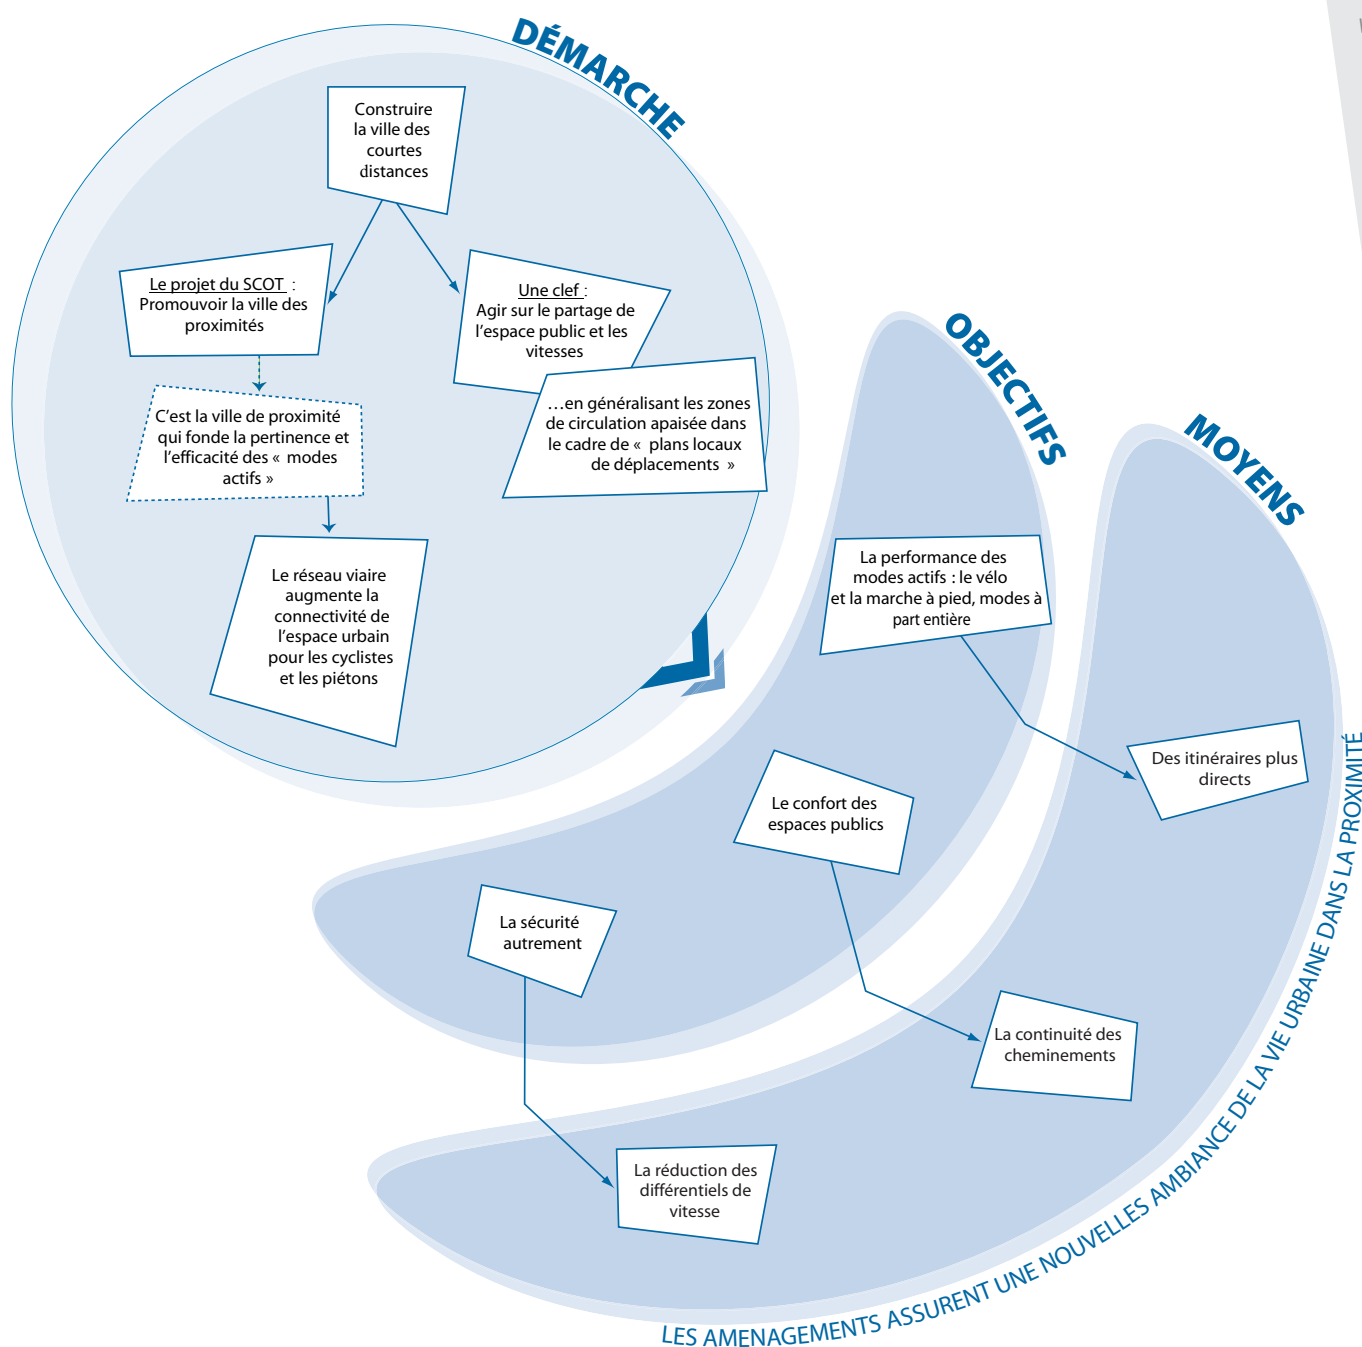 DÉMARCHE
Construire
la ville des
courtes
distances
Le projet du SCOT :
Promouvoir la ville des
proximités
Une clef :
Agir sur le partage de
l'espace public et les
vitesses
…en généralisant les zones
de circulation apaisée dans
le cadre de « plans locaux
de déplacements »
C'est la ville de proximité
qui fonde la pertinence et
l'efficacité des « modes
actifs »
Le réseau viaire
augmente la
connectivité de
l'espace urbain
pour les cyclistes
et les piétons
OBJECTIFS
La performance des
modes actifs : le vélo
et la marche à pied, modes à
part entière
Le confort des
espaces publics
La sécurité
autrement
MOYENS
Des itinéraires plus
directs
La continuité des
cheminements
La réduction des
différentiels de
vitesse
LES AMENAGEMENTS ASSURENT UNE NOUVELLES AMBIANCE DE LA VIE URBAINE DANS LA PROXIMITÉ